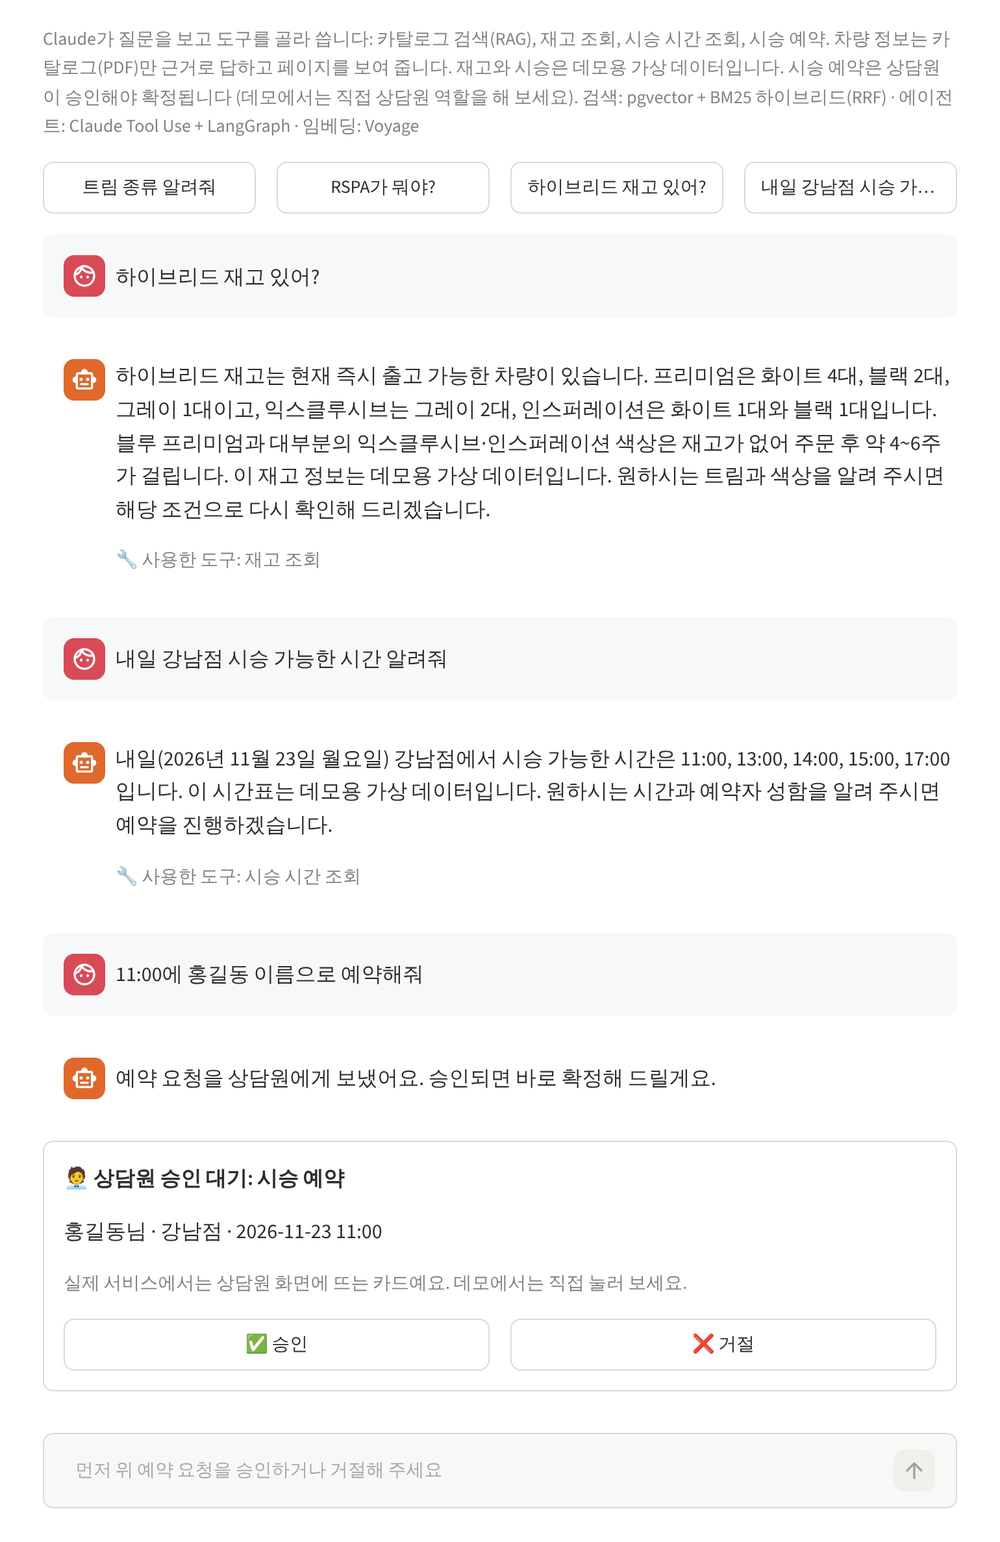 Claude가 질문을 보고 도구를 골라 씁니다: 카탈로그 검색(RAG), 재고 조회, 시승 시간 조회, 시승 예약. 차량 정보는 카
탈로그(PDF)만 근거로 답하고 페이지를 보여 줍니다. 재고와 시승은 데모용 가상 데이터입니다. 시승 예약은 상담원
이 승인해야 확정됩니다 (데모에서는 직접 상담원 역할을 해 보세요). 검색: pgvector + BM25 하이브리드(RRF) · 에이전
트: Claude Tool Use + LangGraph · 임베딩: Voyage
트림 종류 알려줘
RSPA가 뭐야?
하이브리드 재고 있어?
내일 강남점 시승 가...
하이브리드 재고 있어?
하이브리드 재고는 현재 즉시 출고 가능한 차량이 있습니다. 프리미엄은 화이트 4대, 블랙 2대,
그레이 1대이고, 익스클루시브는 그레이 2대, 인스퍼레이션은 화이트 1대와 블랙 1대입니다.
블루 프리미엄과 대부분의 익스클루시브·인스퍼레이션 색상은 재고가 없어 주문 후 약 4~6주
가 걸립니다. 이 재고 정보는 데모용 가상 데이터입니다. 원하시는 트림과 색상을 알려 주시면
해당 조건으로 다시 확인해 드리겠습니다.
🔧 사용한 도구: 재고 조회
내일 강남점 시승 가능한 시간 알려줘
내일(2026년 11월 23일 월요일) 강남점에서 시승 가능한 시간은 11:00, 13:00, 14:00, 15:00, 17:00
입니다. 이 시간표는 데모용 가상 데이터입니다. 원하시는 시간과 예약자 성함을 알려 주시면
예약을 진행하겠습니다.
🔧 사용한 도구: 시승 시간 조회
11:00에 홍길동 이름으로 예약해줘
예약 요청을 상담원에게 보냈어요. 승인되면 바로 확정해 드릴게요.
🧑‍💼 상담원 승인 대기: 시승 예약
홍길동님 · 강남점 · 2026-11-23 11:00
실제 서비스에서는 상담원 화면에 뜨는 카드예요. 데모에서는 직접 눌러 보세요.
✅ 승인
❌ 거절
먼저 위 예약 요청을 승인하거나 거절해 주세요